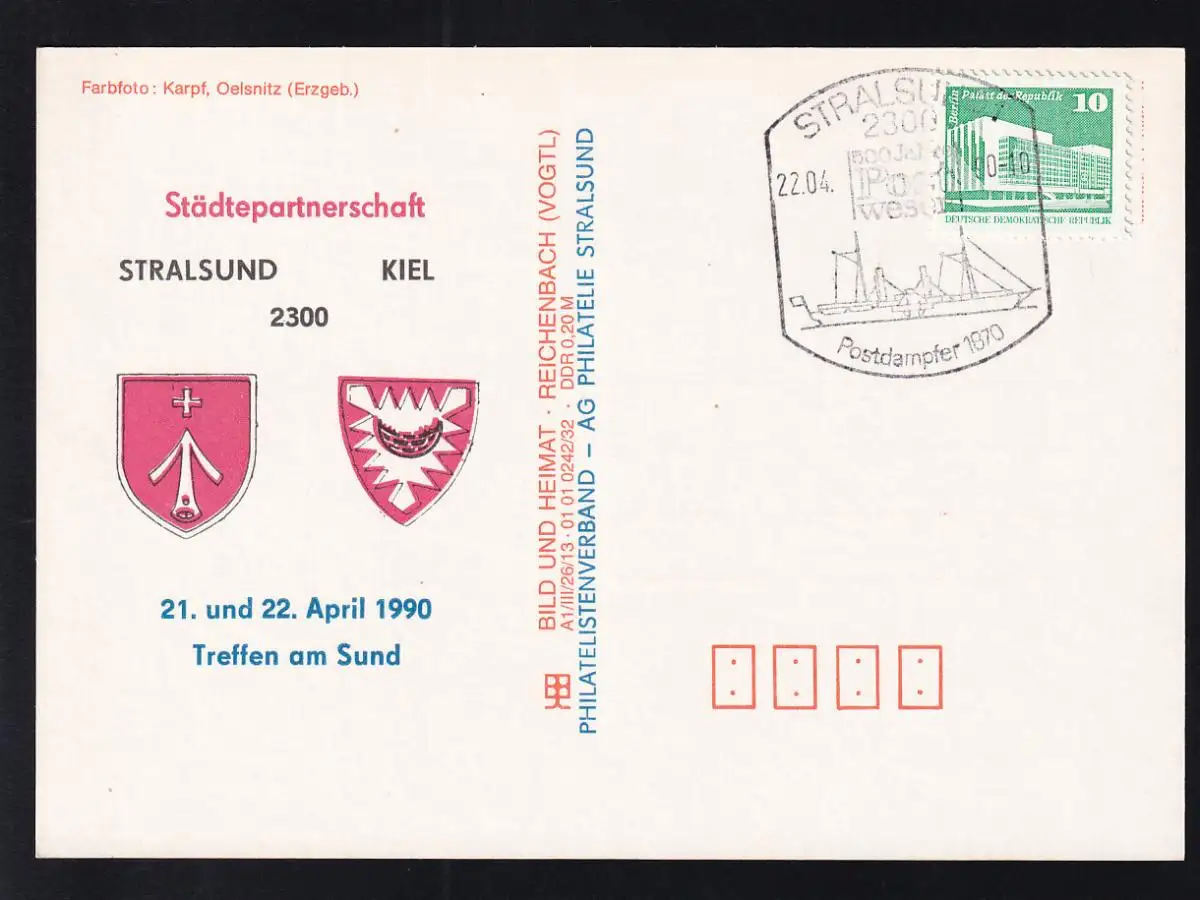 Farbfoto: Karpf, Oelsnitz (Erzgeb.)
Städtepartnerschaft
STRALSUND KIEL
2300
21. und 22. April 1990
Treffen am Sund
BILD UND HEIMAT · REICHENBACH (VOGTL)
A1/III/26/13 · 01 01 0242/32 · DDR 0,20 M
PHILATELISTENVERBAND – AG PHILATELIE STRALSUND
2300
500
22.04.
Postdampfer 1870
Berlin Palast der Republik 10
DEUTSCHE DEMOKRATISCHE REPUBLIK